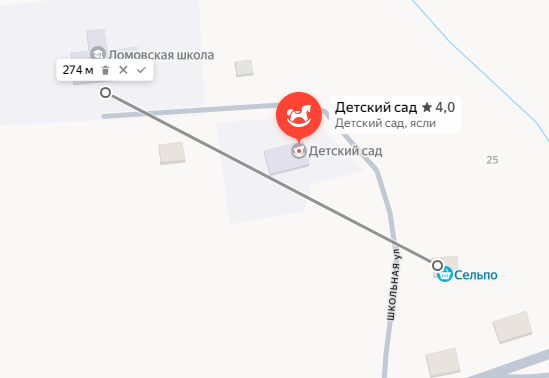 Ломовская школа
274 м
Детский сад ★ 4,0
Детский сад, ясли
Детский сад
25
Школьная ул.
Сельпо